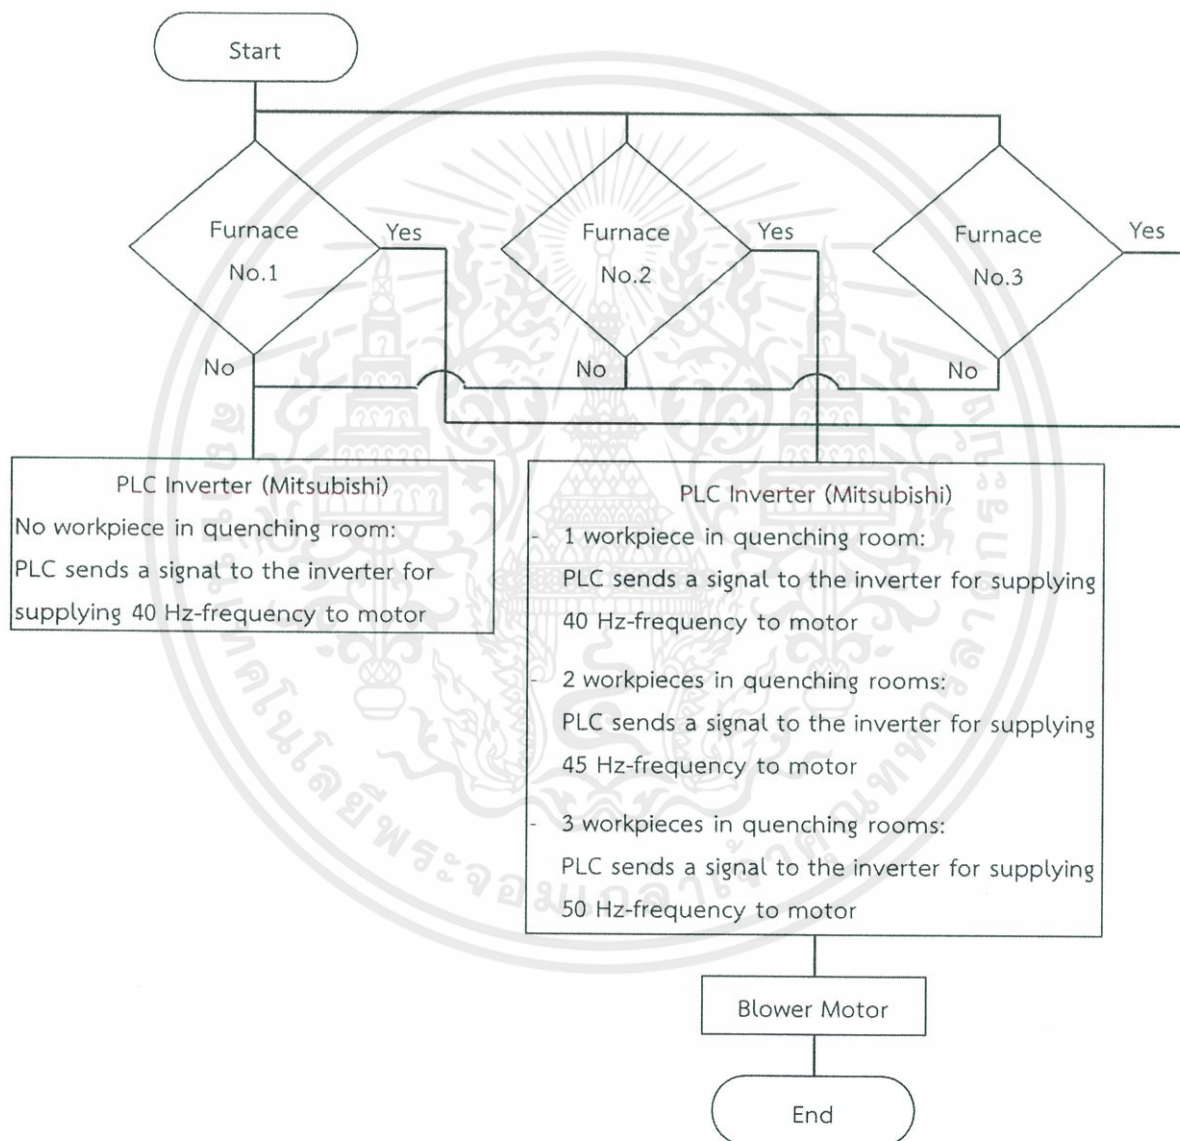 Start
Furnace
No.1
Yes
No
Furnace
No.2
Yes
No
Furnace
No.3
Yes
No
PLC Inverter (Mitsubishi)
No workpiece in quenching room:
PLC sends a signal to the inverter for
supplying 40 Hz-frequency to motor
PLC Inverter (Mitsubishi)
- 1 workpiece in quenching room:
PLC sends a signal to the inverter for supplying
40 Hz-frequency to motor
- 2 workpieces in quenching rooms:
PLC sends a signal to the inverter for supplying
45 Hz-frequency to motor
- 3 workpieces in quenching rooms:
PLC sends a signal to the inverter for supplying
50 Hz-frequency to motor
Blower Motor
End